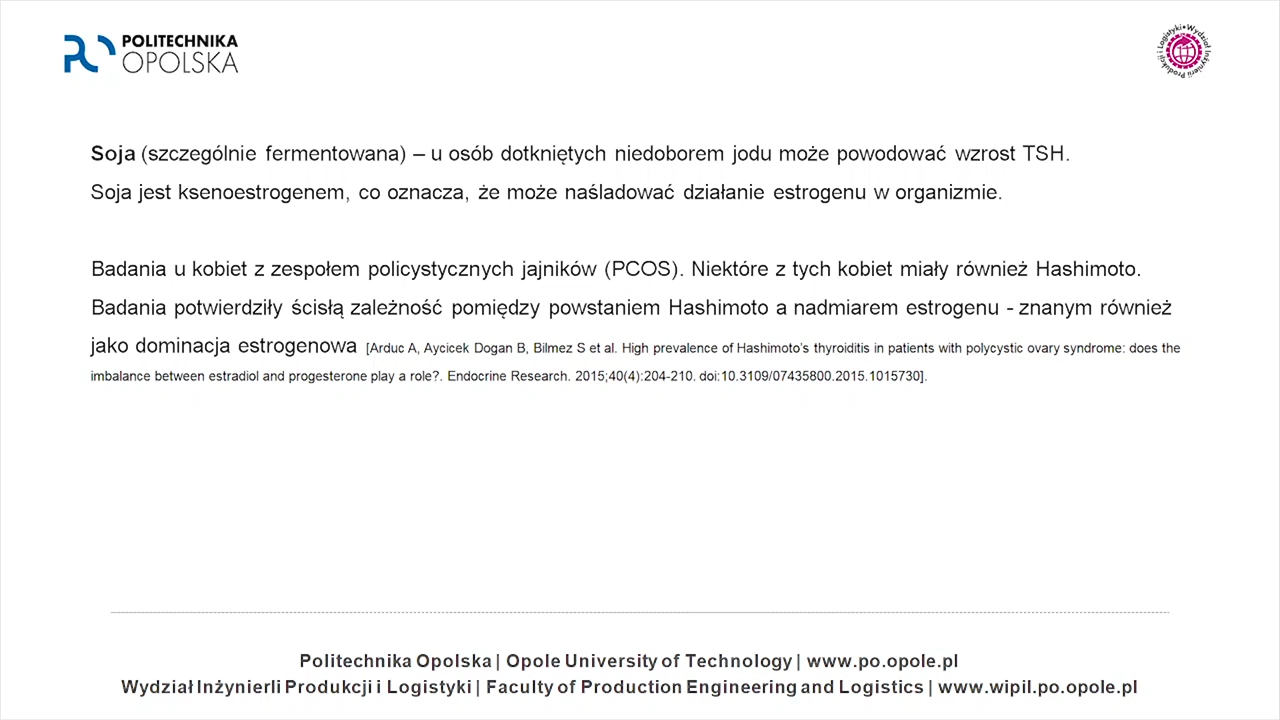 POLITECHNIKA
OPOLSKA
Wydział Inżynierii Produkcji i Logistyki
Soja (szczególnie fermentowana) – u osób dotkniętych niedoborem jodu może powodować wzrost TSH.
Soja jest ksenoestrogenem, co oznacza, że może naśladować działanie estrogenu w organizmie.
Badania u kobiet z zespołem policystycznych jajników (PCOS). Niektóre z tych kobiet miały również Hashimoto.
Badania potwierdziły ścisłą zależność pomiędzy powstaniem Hashimoto a nadmiarem estrogenu - znanym również
jako dominacja estrogenowa [Arduc A, Aycicek Dogan B, Bilmez S et al. High prevalence of Hashimoto's thyroiditis in patients with polycystic ovary syndrome: does the
imbalance between estradiol and progesterone play a role?. Endocrine Research. 2015;40(4):204-210. doi:10.3109/07435800.2015.1015730].
Politechnika Opolska | Opole University of Technology | www.po.opole.pl
Wydział Inżynierli Produkcji i Logistyki | Faculty of Production Engineering and Logistics | www.wipil.po.opole.pl